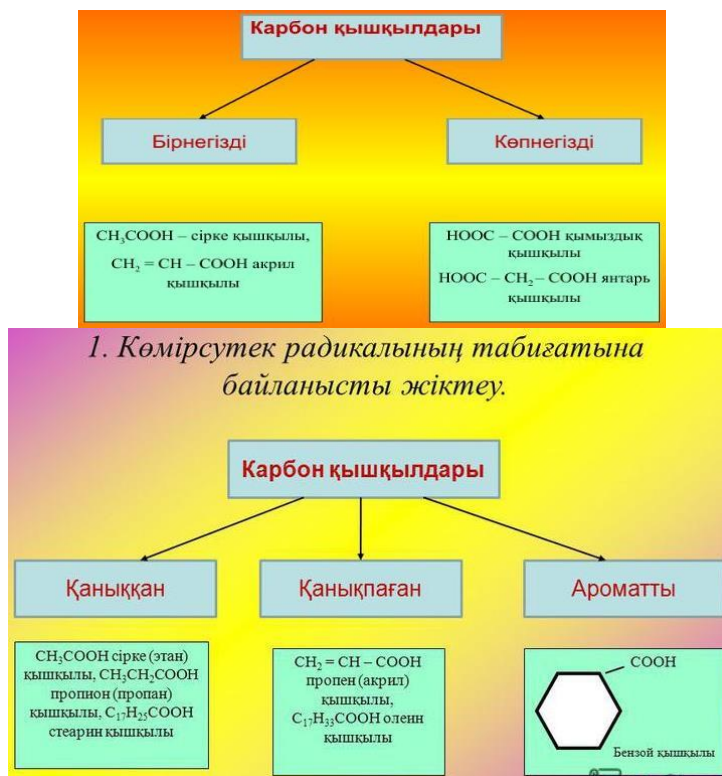 Карбон қышқылдары
Бірнегізді
Көпнегізді
CH₃COOH – сірке қышқылы,
CH₂ = CH – COOH акрил
қышқылы
HOOC – COOH қымыздық
қышқылы
HOOC – CH₂ – COOH янтарь
қышқылы
1. Көмірсутек радикалының табиғатына
байланысты жіктеу.
Карбон қышқылдары
Қаныққан
Қанықпаған
Ароматты
CH₃COOH сірке (этан)
қышқылы, CH₃CH₂COOH
пропион (пропан)
қышқылы, C₁₇H₂₅COOH
стеарин қышқылы
CH₂ = CH – COOH
пропен (акрил)
қышқылы,
C₁₇H₃₃COOH олеин
қышқылы
COOH
Бензой қышқылы